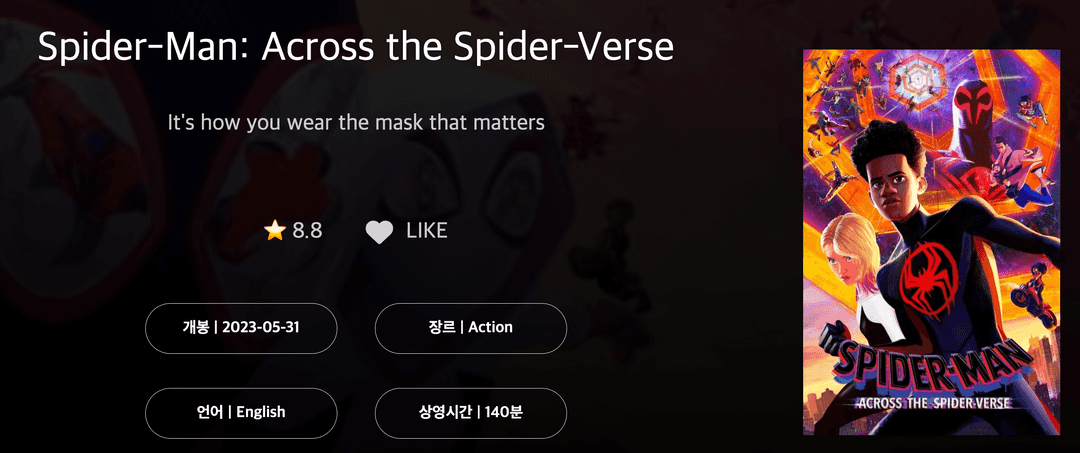 Spider-Man: Across the Spider-Verse
It's how you wear the mask that matters
8.8 LIKE
개봉 | 2023-05-31 장르 | Action
언어 | English 상영시간 | 140분
SPIDER-MAN
ACROSS THE SPIDER-VERSE